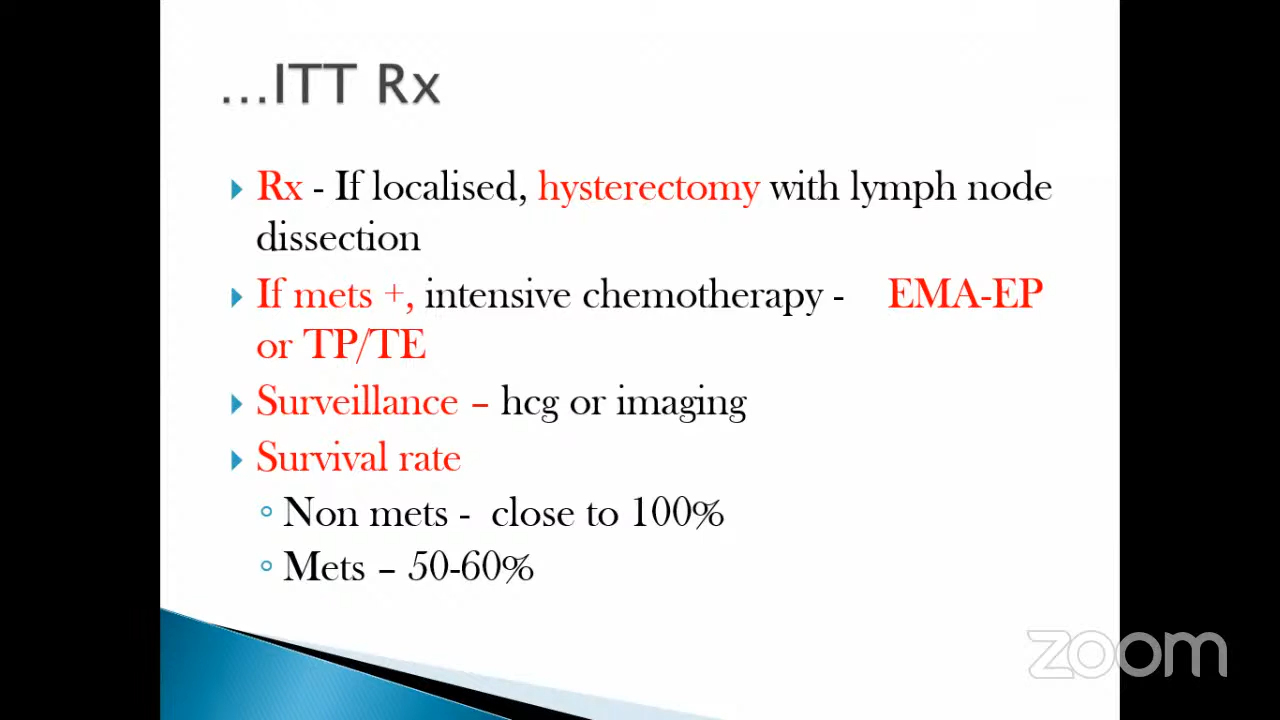 ...ITT Rx
Rx - If localised, hysterectomy with lymph node
dissection
If mets +, intensive chemotherapy - EMA-EP
or TP/TE
Surveillance – hcg or imaging
Survival rate
Non mets - close to 100%
Mets – 50-60%
zoom